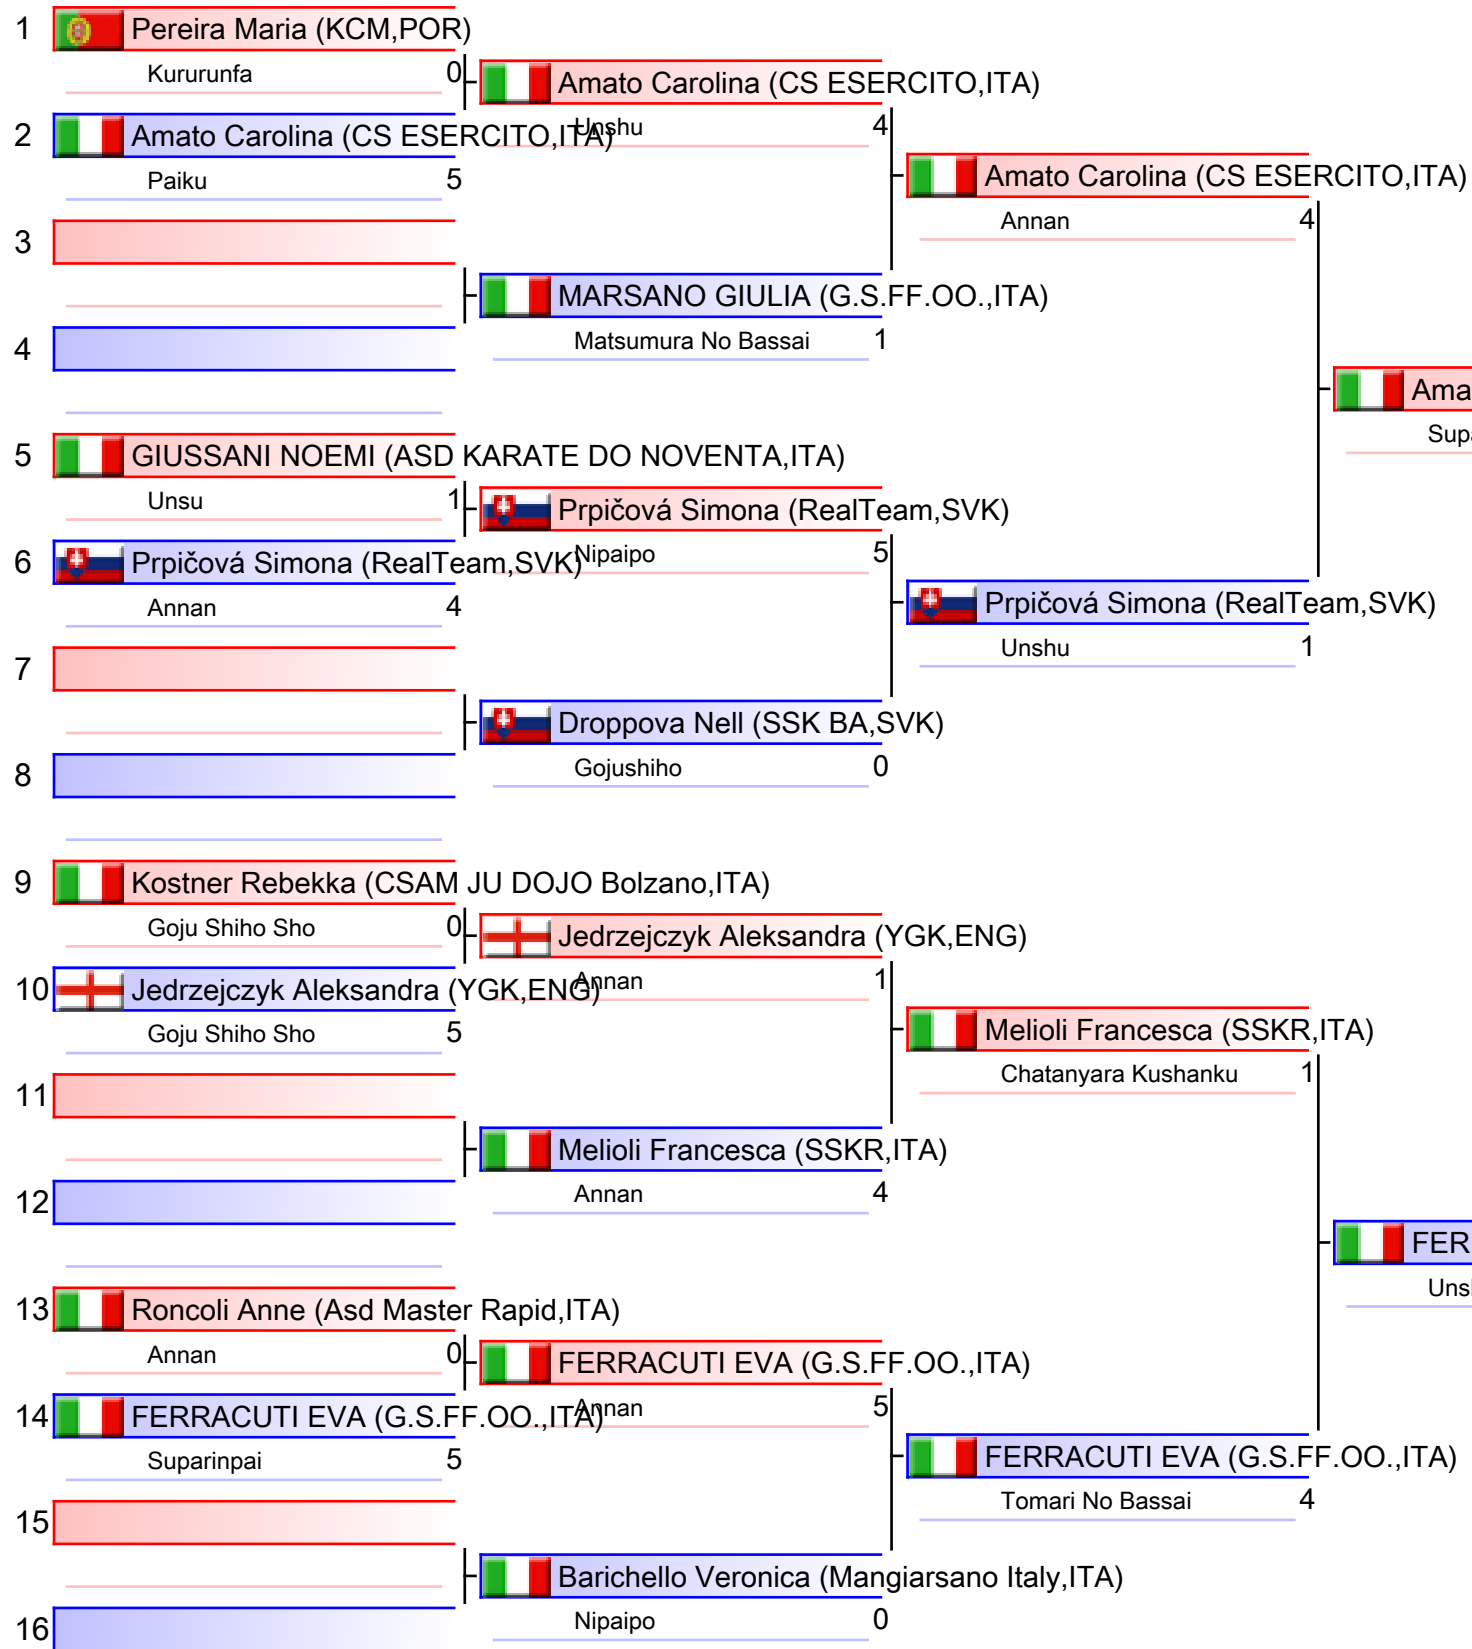 1 Pereira Maria (KCM,POR)
Kururunfa 0
2 Amato Carolina (CS ESERCITO,ITA)
Paiku 5
3
4
5 GIUSSANI NOEMI (ASD KARATE DO NOVENTA,ITA)
Unsu 1
6 Prpičová Simona (RealTeam,SVK)
Annan 4
7
8
9 Kostner Rebekka (CSAM JU DOJO Bolzano,ITA)
Goju Shiho Sho 0
10 Jedrzejczyk Aleksandra (YGK,ENG)
Goju Shiho Sho 5
11
12
13 Roncoli Anne (Asd Master Rapid,ITA)
Annan 0
14 FERRACUTI EVA (G.S.FF.OO.,ITA)
Suparinpai 5
15
16
Amato Carolina (CS ESERCITO,ITA)
Unshu 4
MARSANO GIULIA (G.S.FF.OO.,ITA)
Matsumura No Bassai 1
Prpičová Simona (RealTeam,SVK)
Nipaipo 5
Droppova Nell (SSK BA,SVK)
Gojushiho 0
Jedrzejczyk Aleksandra (YGK,ENG)
Annan 1
Melioli Francesca (SSKR,ITA)
Annan 4
FERRACUTI EVA (G.S.FF.OO.,ITA)
Annan 5
Barichello Veronica (Mangiarsano Italy,ITA)
Nipaipo 0
Amato Carolina (CS ESERCITO,ITA)
Annan 4
Prpičová Simona (RealTeam,SVK)
Unshu 1
Melioli Francesca (SSKR,ITA)
Chatanyara Kushanku 1
FERRACUTI EVA (G.S.FF.OO.,ITA)
Tomari No Bassai 4
Ama
Supa
FER
Uns